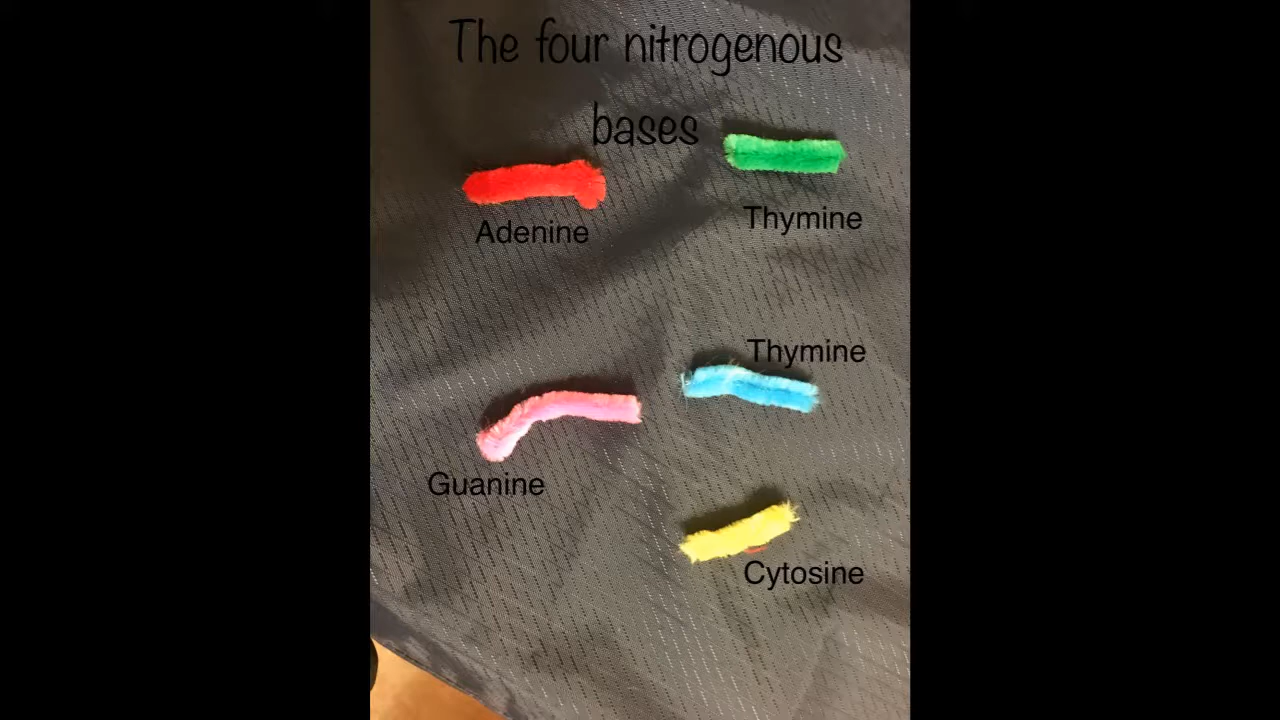 The four nitrogenous
bases
Adenine
Thymine
Thymine
Guanine
Cytosine